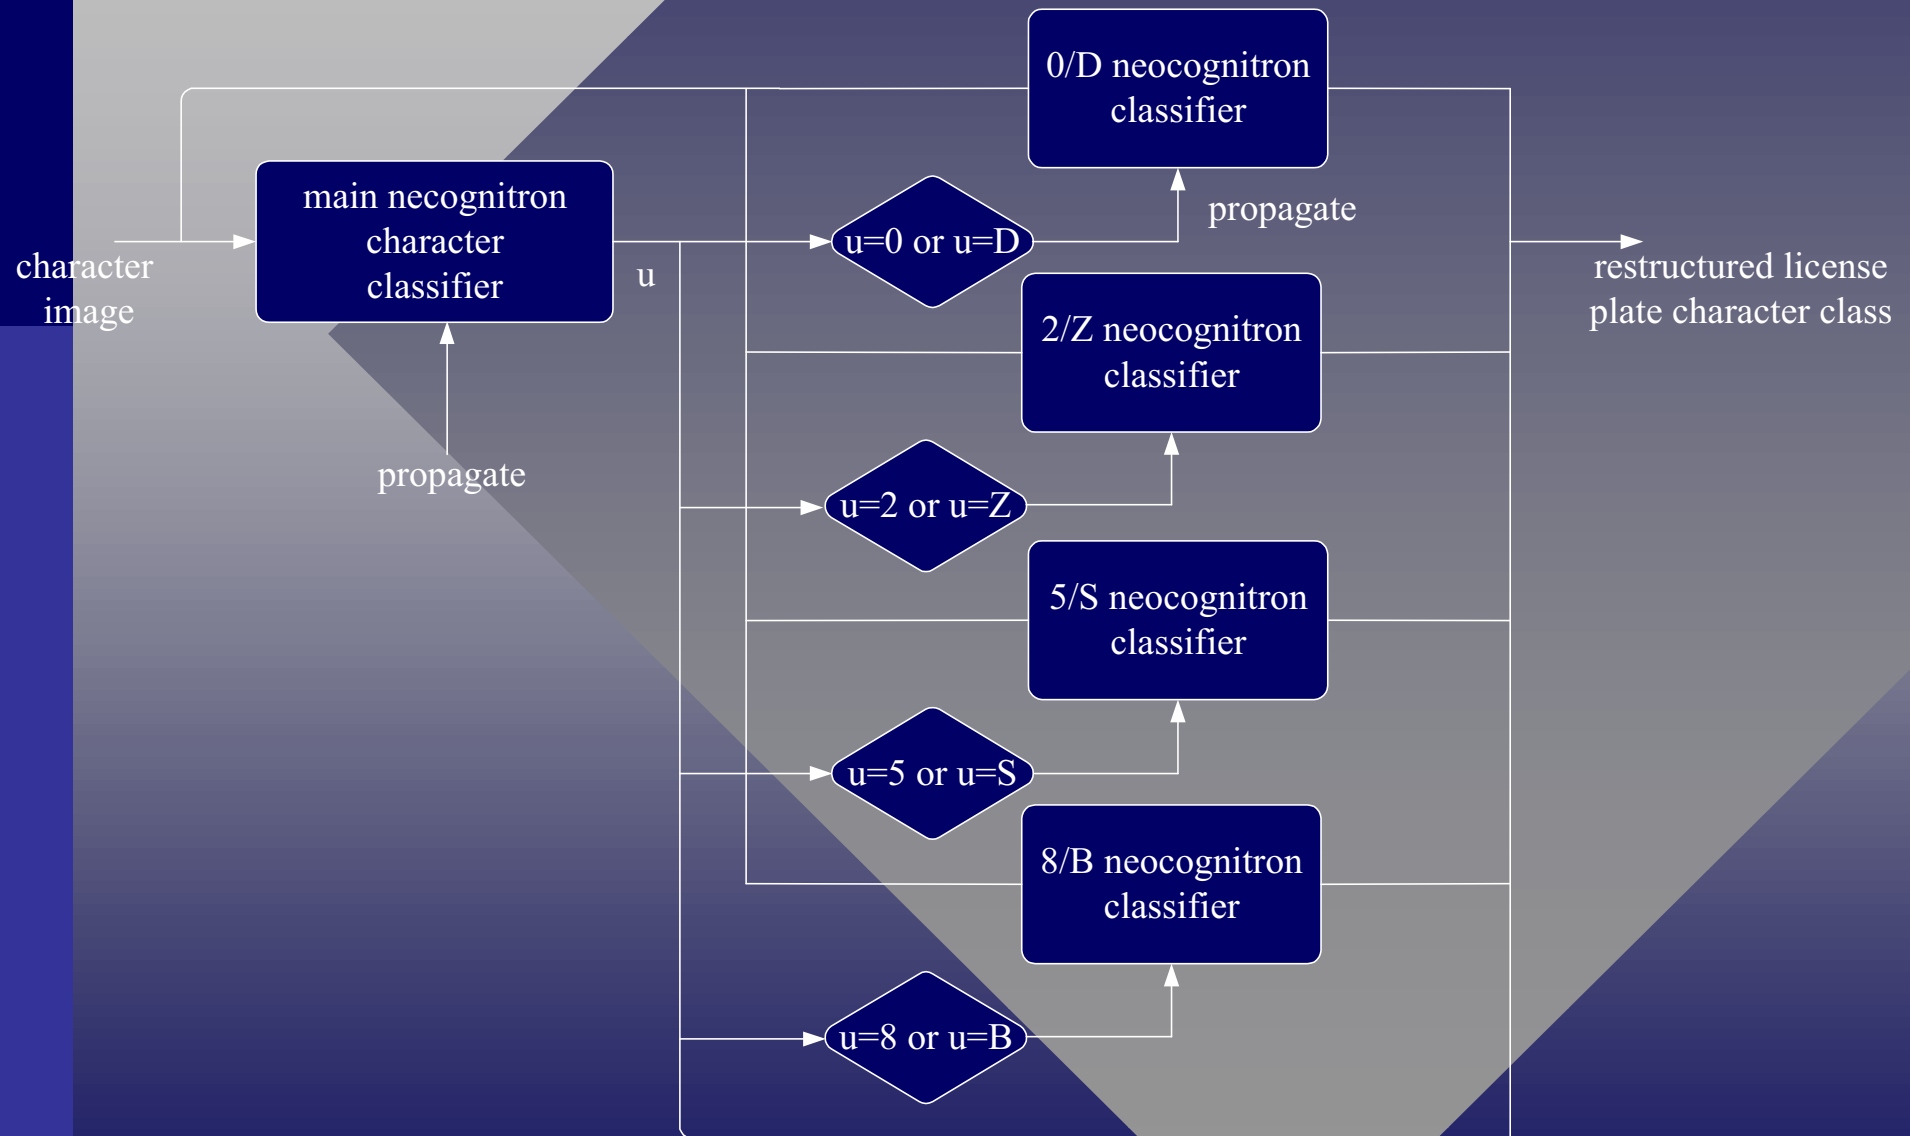 0/D neocognitron
classifier
main necognitron
character
classifier
propagate
character
image
u
u=0 or u=D
restructured license
plate character class
2/Z neocognitron
classifier
propagate
u=2 or u=Z
5/S neocognitron
classifier
u=5 or u=S
8/B neocognitron
classifier
u=8 or u=B